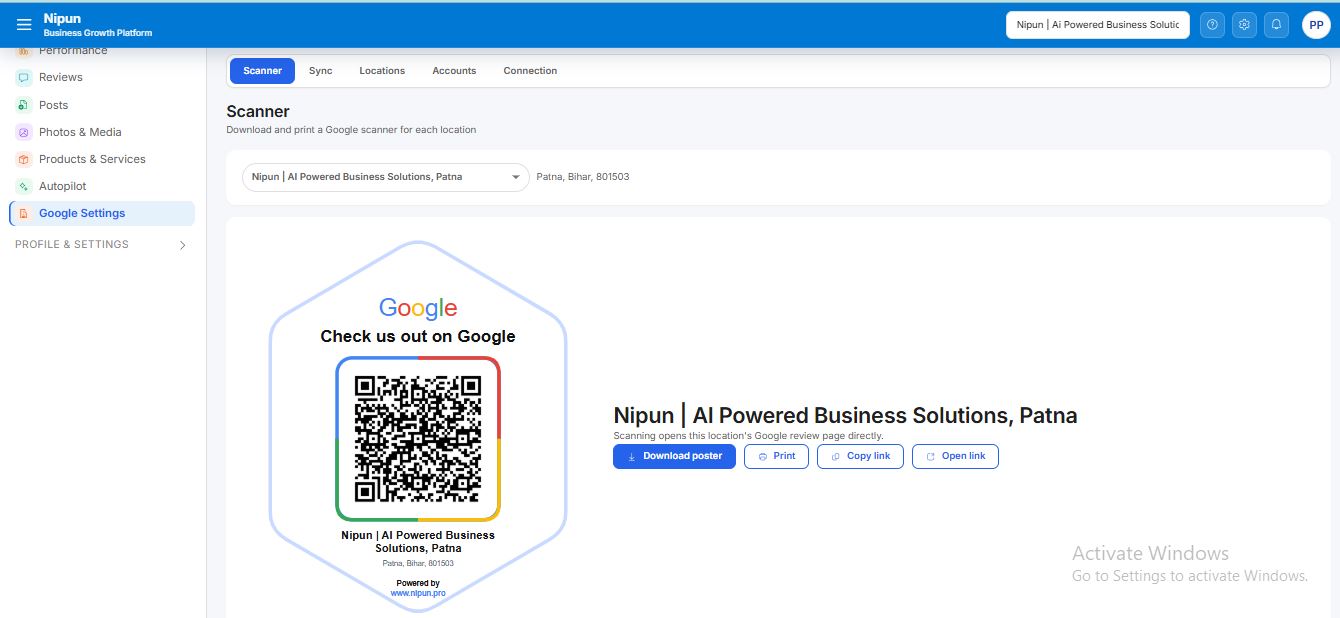 Nipun
Business Growth Platform
Nipun | Ai Powered Business Solutic
PP
Performance
Reviews
Posts
Photos & Media
Products & Services
Autopilot
Google Settings
PROFILE & SETTINGS
Scanner
Sync
Locations
Accounts
Connection
Scanner
Download and print a Google scanner for each location
Nipun | AI Powered Business Solutions, Patna
Patna, Bihar, 801503
Google
Check us out on Google
Nipun | AI Powered Business
Solutions, Patna
Patna, Bihar, 801503
Powered by
www.nipun.pro
Nipun | AI Powered Business Solutions, Patna
Scanning opens this location's Google review page directly.
Download poster
Print
Copy link
Open link
Activate Windows
Go to Settings to activate Windows.